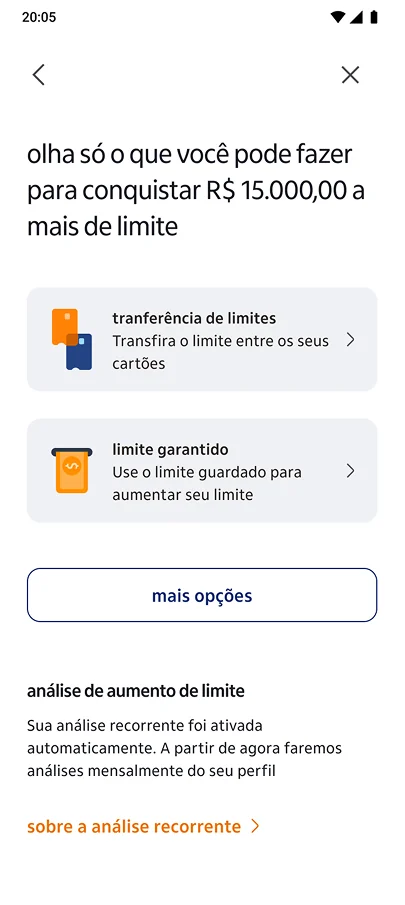 20:05
olha só o que você pode fazer
para conquistar R$ 15.000,00 a
mais de limite
tranferência de limites
Transfira o limite entre os seus
cartões
limite garantido
Use o limite guardado para
aumentar seu limite
mais opções
análise de aumento de limite
Sua análise recorrente foi ativada
automaticamente. A partir de agora faremos
análises mensalmente do seu perfil
sobre a análise recorrente